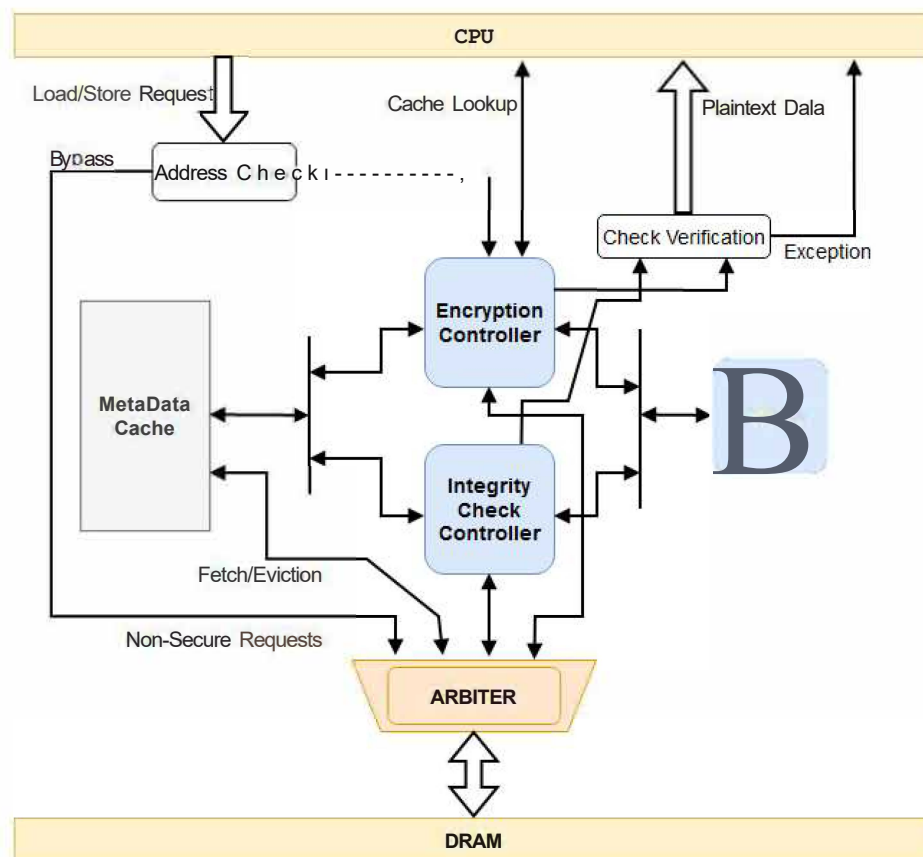 CPU
Load/Store Request
Cache Lookup
Plaintext Dala
Bypass
Address Checkı-----------,
Check Verification
Exception
Encryption
Controller
MetaData
Cache
B
Integrity
Check
Controller
Fetch/Eviction
Non-Secure Requests
ARBITER
DRAM